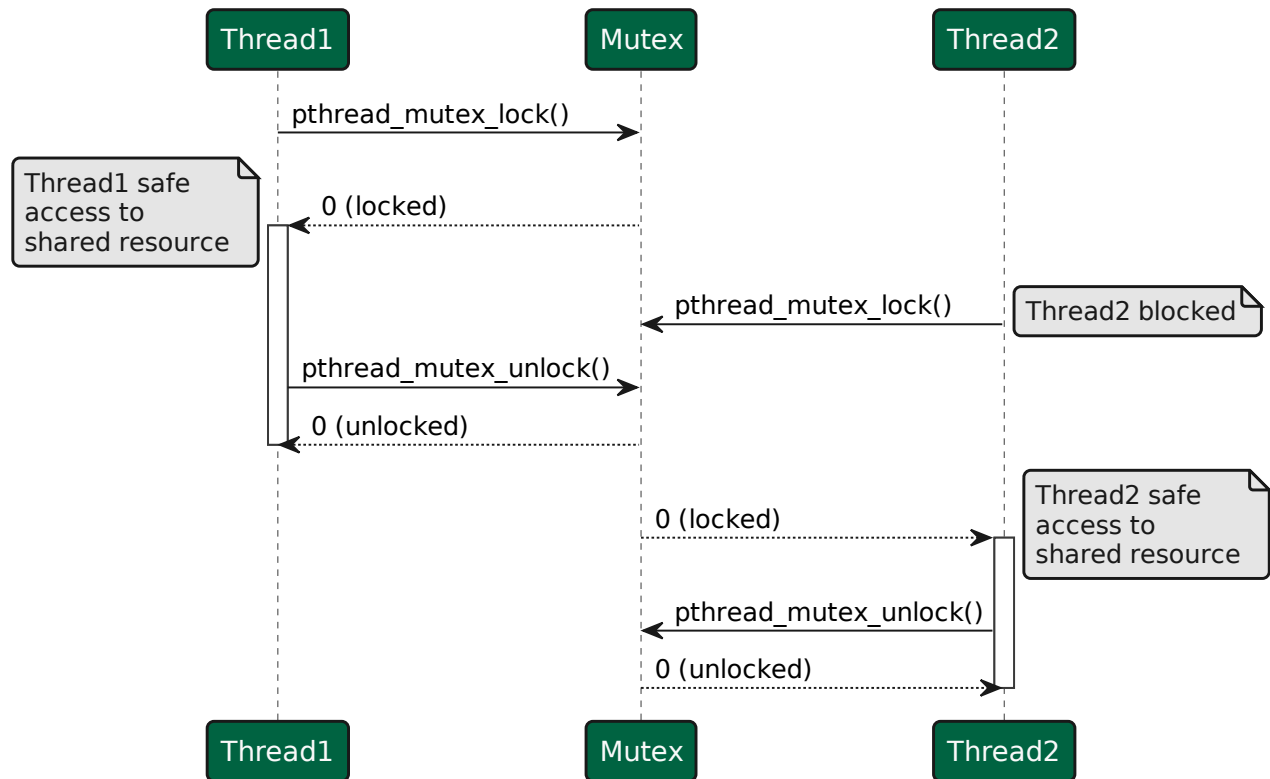 Thread1
Mutex
Thread2
pthread_mutex_lock()
Thread1 safe
access to
shared resource
0 (locked)
pthread_mutex_lock()
Thread2 blocked
pthread_mutex_unlock()
0 (unlocked)
Thread2 safe
access to
shared resource
0 (locked)
pthread_mutex_unlock()
0 (unlocked)
Thread1
Mutex
Thread2